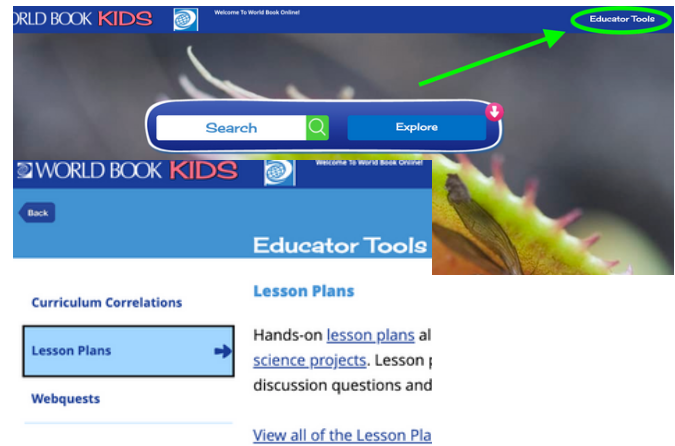 ORLD BOOK KIDS
Welcome To World Book Online!
Educator Tools
Search
Explore
WORLD BOOK KIDS
Welcome To World Book Online!
Back
Educator Tools
Curriculum Correlations
Lesson Plans
Webquests
Lesson Plans
Hands-on lesson plans al
science projects. Lesson p
discussion questions and
View all of the Lesson Pla